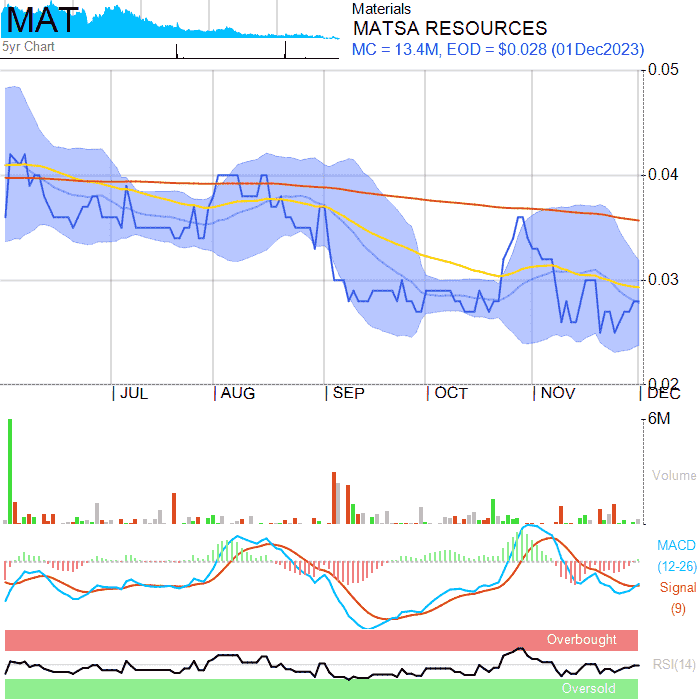 MAT
5yr Chart
Materials
MATSA RESOURCES
MC = 13.4M, EOD = $0.028 (01Dec2023)
0.05
0.04
0.03
0.02
JUL
AUG
SEP
OCT
NOV
DEC
6M
Volume
MACD
(12-26)
Signal
(9)
Overbought
RSI(14)
Oversold